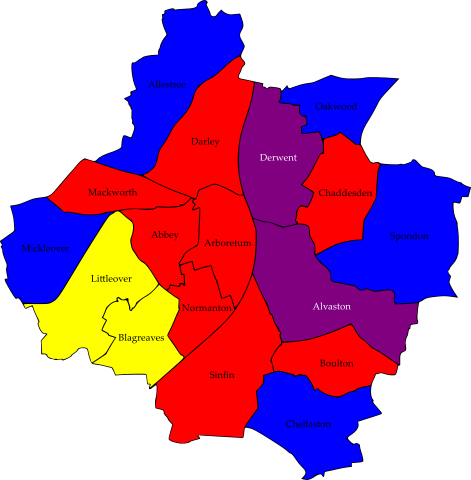 Allestree
Oakwood
Darley
Derwent
Mackworth
Chaddesden
Abbey
Arboretum
Spondon
Mickleover
Littleover
Normanton
Alvaston
Blagreaves
Boulton
Sinfin
Chellaston